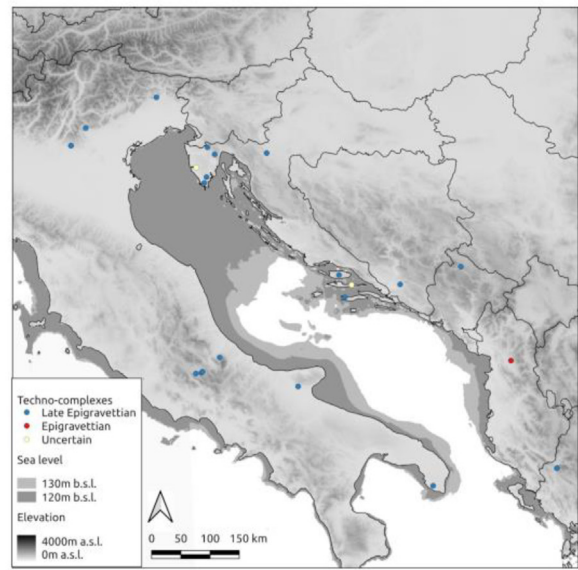 Techno-complexes
Late Epigravettian
Epigravettian
Uncertain
Sea level
130m b.s.l.
120m b.s.l.
Elevation
4000m a.s.l.
0m a.s.l.
0 50 100 150 km